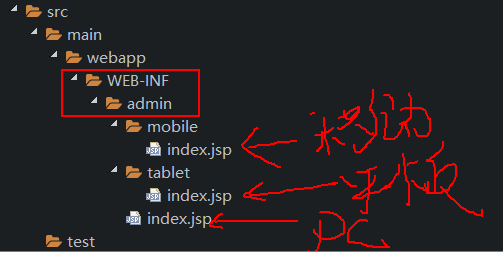 src
main
webapp
WEB-INF
admin
mobile
index.jsp 移动
tablet
index.jsp 平板
index.jsp PC
test